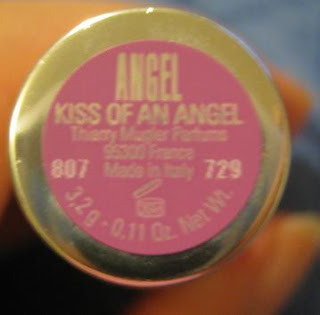 ANGEL
KISS OF AN ANGEL
Thierry Mugler Parfums
95300 France
807 Made in Italy 729
3,2g - 0.11 Oz. Net Wt.